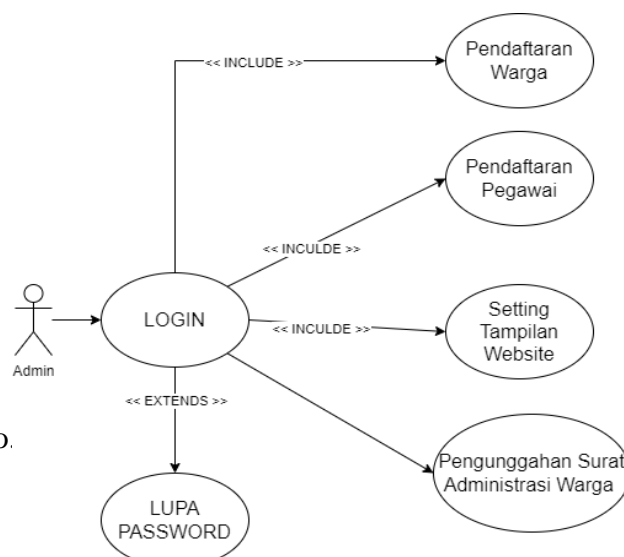 Pendaftaran
Warga
<< INCLUDE >>
Pendaftaran
Pegawai
<< INCULDE >>
Setting
Tampilan
Website
<< INCULDE >>
LOGIN
Admin
<< EXTENDS >>
Pengunggahan Surat
Administrasi Warga
LUPA
PASSWORD